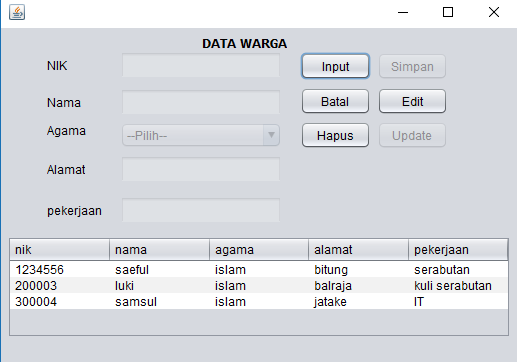 DATA WARGA
NIK Input Simpan
Nama Batal Edit
Agama --Pilih-- Hapus Update
Alamat
pekerjaan
nik nama agama alamat pekerjaan
1234556 saeful islam bitung serabutan
200003 luki islam balraja kuli serabutan
300004 samsul islam jatake IT